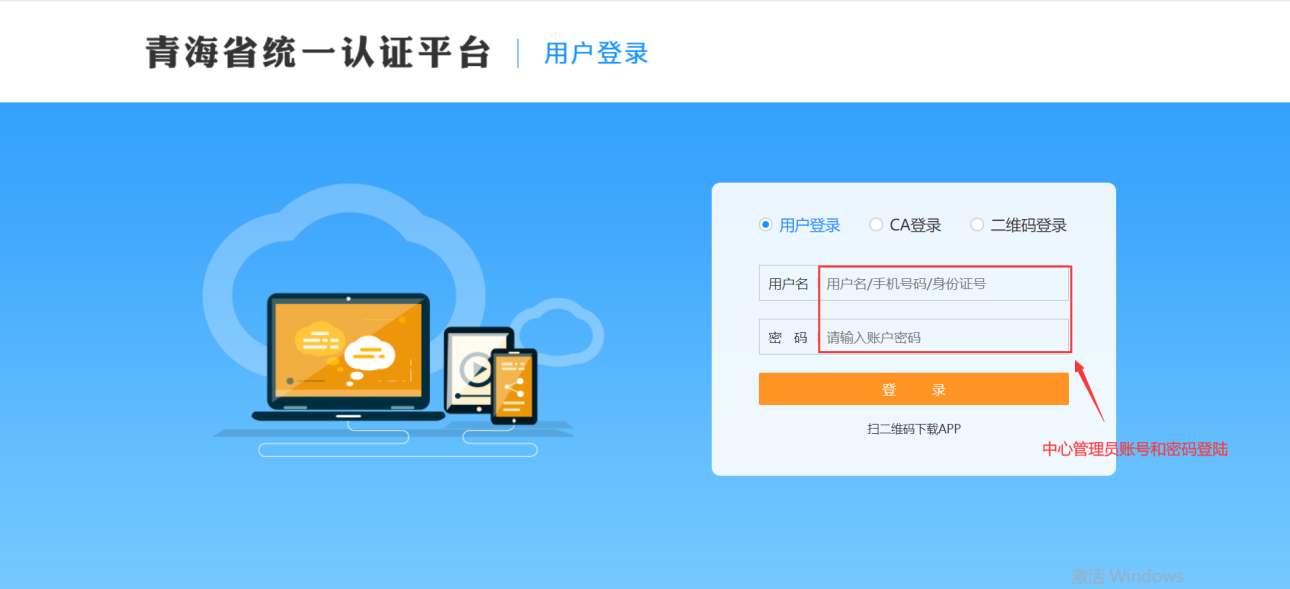 青海省统一认证平台 用户登录
用户登录 CA登录 二维码登录
用户名 用户名/手机号码/身份证号
密 码 请输入账户密码
登 录
扫二维码下载APP
中心管理员账号和密码登陆
激活 Windows